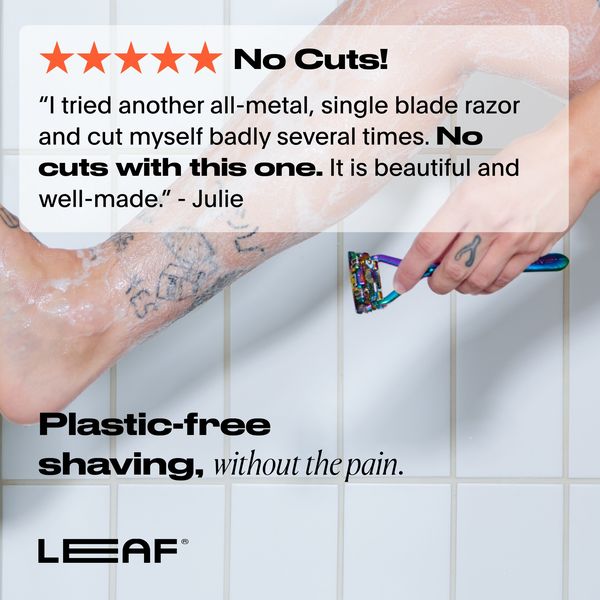 ★★★★★ No Cuts!
“I tried another all-metal, single blade razor
and cut myself badly several times. No
cuts with this one. It is beautiful and
well-made.” - Julie
Plastic-free
shaving, without the pain.
LEAF®